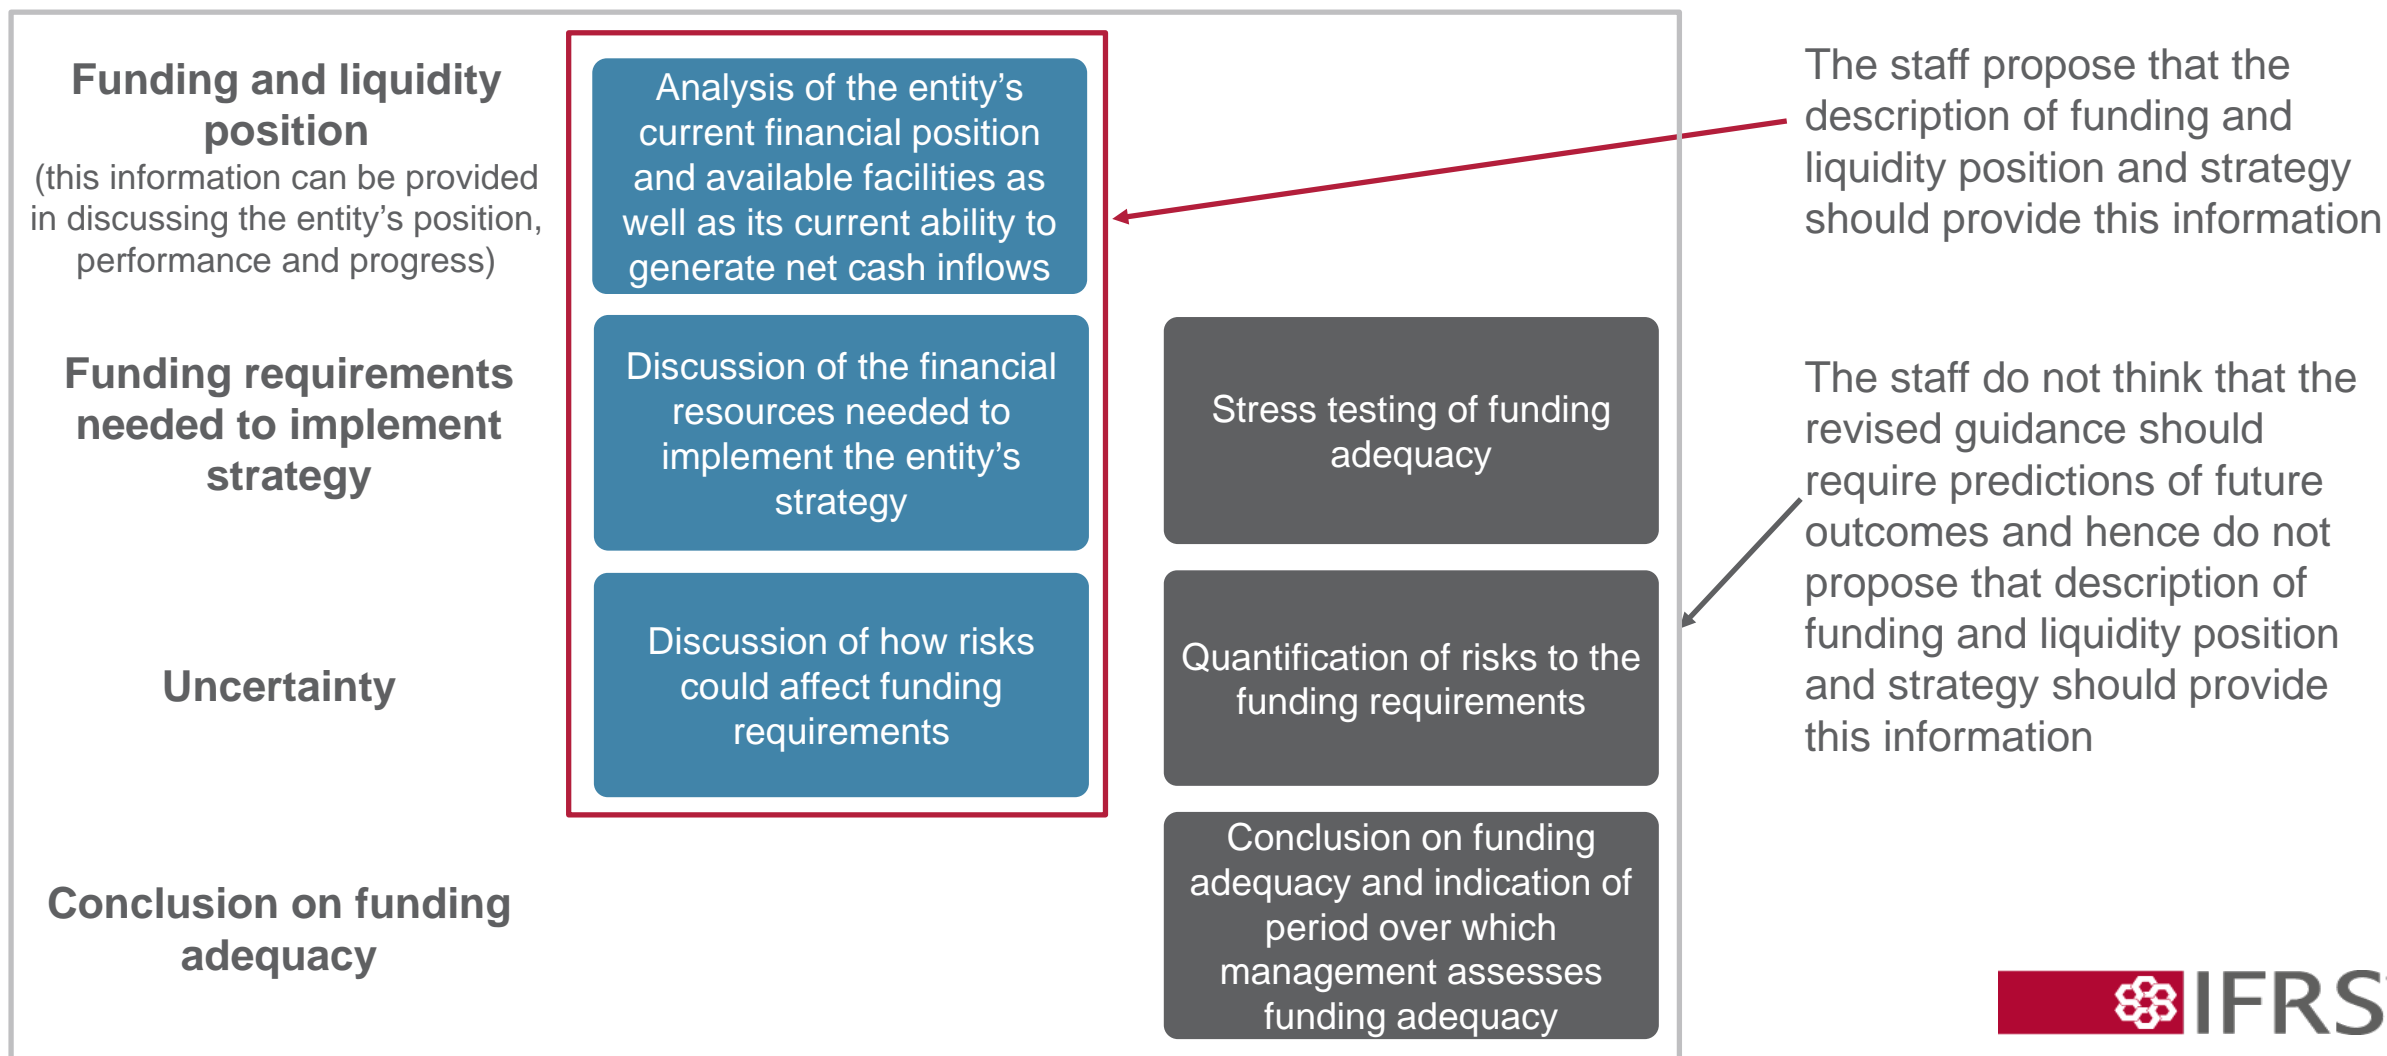 Funding and liquidity
position
(this information can be provided
in discussing the entity’s position,
performance and progress)
Analysis of the entity’s
current financial position
and available facilities as
well as its current ability to
generate net cash inflows
The staff propose that the
description of funding and
liquidity position and strategy
should provide this information
Funding requirements
needed to implement
strategy
Discussion of the financial
resources needed to
implement the entity’s
strategy
Stress testing of funding
adequacy
The staff do not think that the
revised guidance should
require predictions of future
outcomes and hence do not
propose that description of
funding and liquidity position
and strategy should provide
this information
Uncertainty
Discussion of how risks
could affect funding
requirements
Quantification of risks to the
funding requirements
Conclusion on funding
adequacy
Conclusion on funding
adequacy and indication of
period over which
management assesses
funding adequacy
IFRS